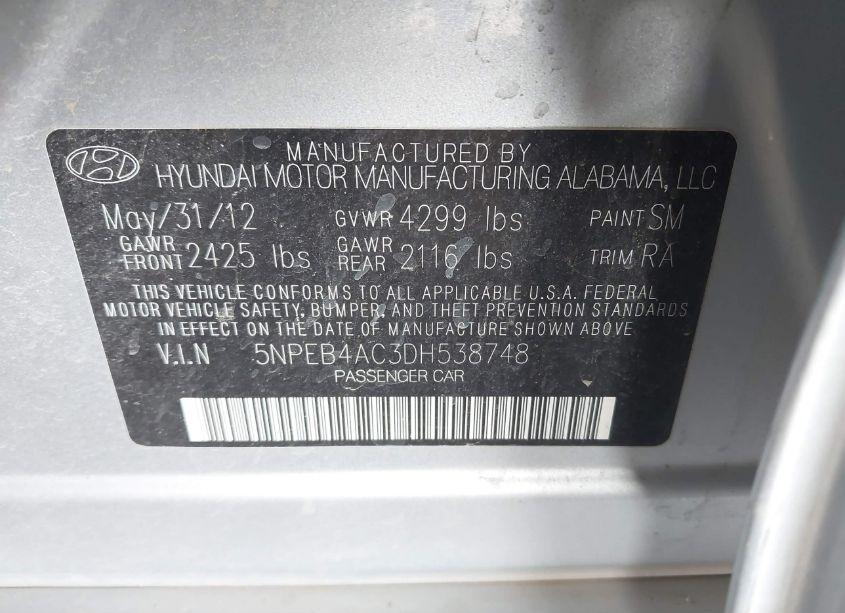 MANUFACTURED BY
HYUNDAI MOTOR MANUFACTURING ALABAMA, LLC
May/31/12 GVWR 4299 lbs PAINT SM
GAWR FRONT 2425 lbs GAWR REAR 2116 lbs TRIM RA
THIS VEHICLE CONFORMS TO ALL APPLICABLE U.S.A. FEDERAL
MOTOR VEHICLE SAFETY, BUMPER, AND THEFT PREVENTION STANDARDS
IN EFFECT ON THE DATE OF MANUFACTURE SHOWN ABOVE
V.I.N 5NPEB4AC3DH538748
PASSENGER CAR